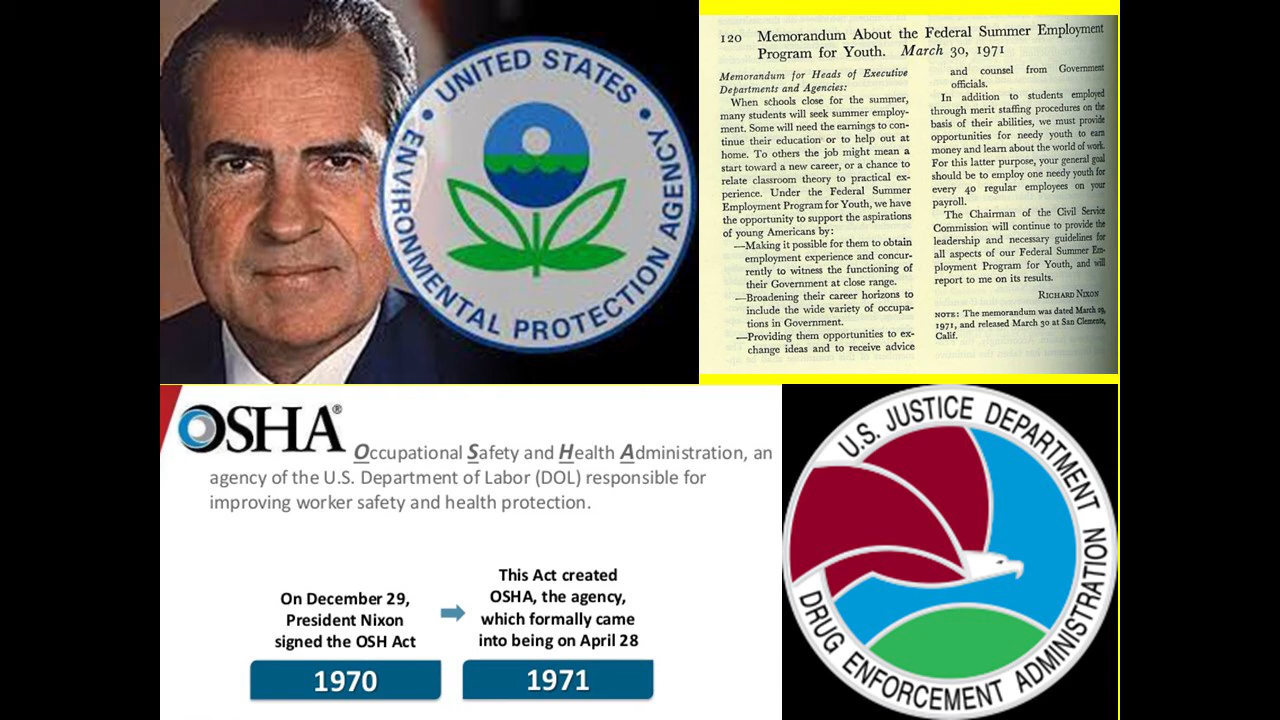 UNITED STATES
ENVIRONMENTAL PROTECTION AGENCY
120 Memorandum About the Federal Summer Employment
Program for Youth. March 30, 1971
Memorandum for Heads of Executive
Departments and Agencies:
When schools close for the summer,
many students will seek summer employ-
ment. Some will need the earnings to con-
tinue their education or to help out at
home. To others the job might mean a
start toward a new career, or a chance to
relate classroom theory to practical ex-
perience. Under the Federal Summer
Employment Program for Youth, we have
the opportunity to support the aspirations
of young Americans by:
—Making it possible for them to obtain
employment experience and concur-
rently to witness the functioning of
their Government at close range.
—Broadening their career horizons to
include the wide variety of occupa-
tions in Government.
—Providing them opportunities to ex-
change ideas and to receive advice
and counsel from Government
officials.
In addition to students employed
through merit staffing procedures on the
basis of their abilities, we must provide
opportunities for needy youth to earn
money and learn about the world of work.
For this latter purpose, your general goal
should be to employ one needy youth for
every 40 regular employees on your
payroll.
The Chairman of the Civil Service
Commission will continue to provide the
leadership and necessary guidelines for
all aspects of our Federal Summer Em-
ployment Program for Youth, and will
report to me on its results.
RICHARD NIXON
NOTE: The memorandum was dated March 29,
1971, and released March 30 at San Clemente,
Calif.
OSHA®
Occupational Safety and Health Administration, an
agency of the U.S. Department of Labor (DOL) responsible for
improving worker safety and health protection.
On December 29,
President Nixon
signed the OSH Act
1970
This Act created
OSHA, the agency,
which formally came
into being on April 28
1971
U.S. JUSTICE DEPARTMENT
DRUG ENFORCEMENT ADMINISTRATION